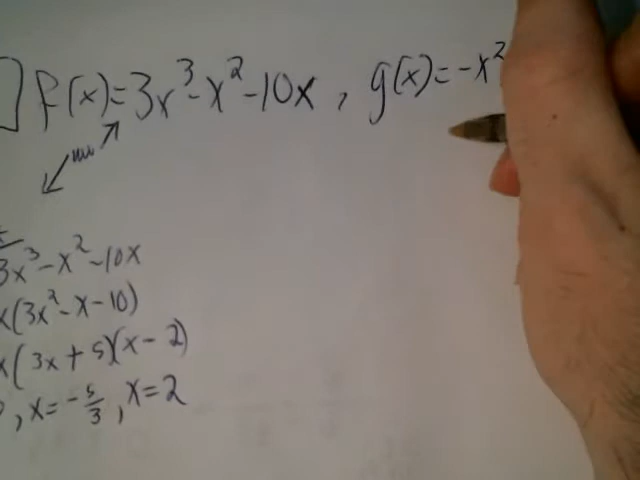 ] f(x)=3x³-x²-10x, g(x)=-x²
3x³-x²-10x
x(3x²-x-10)
x(3x+5)(x-2)
, x=-5/3, x=2